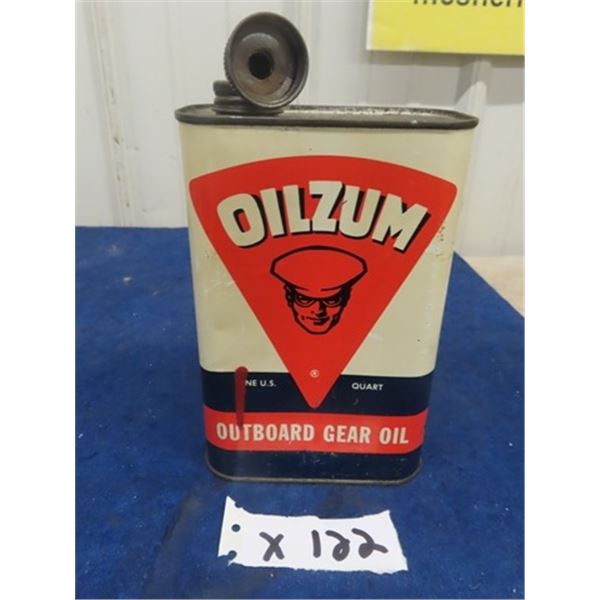 OILZUM
®
NE U.S. QUART
OUTBOARD GEAR OIL
X 122